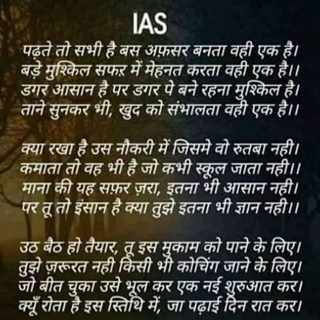 IAS
पढ़ते तो सभी है बस अफ़सर बनता वही एक है।
बड़े मुश्किल सफऱ में मेहनत करता वही एक है।।
डगर आसान है पर डगर पे बने रहना मुश्किल है।
ताने सुनकर भी, खुद को संभालता वही एक है।।
क्या रखा है उस नौकरी में जिसमे वो रुतबा नही।
कमाता तो वह भी है जो कभी स्कूल जाता नही।।
माना की यह सफ़र ज़रा, इतना भी आसान नही।
पर तू तो इंसान है क्या तुझे इतना भी ज्ञान नही।।
उठ बैठ हो तैयार, तू इस मुकाम को पाने के लिए।
तुझे ज़रूरत नही किसी भी कोचिंग जाने के लिए।
जो बीत चुका उसे भूल कर एक नई शुरुआत कर।
क्यूँ रोता है इस स्तिथि में, जा पढ़ाई दिन रात कर।